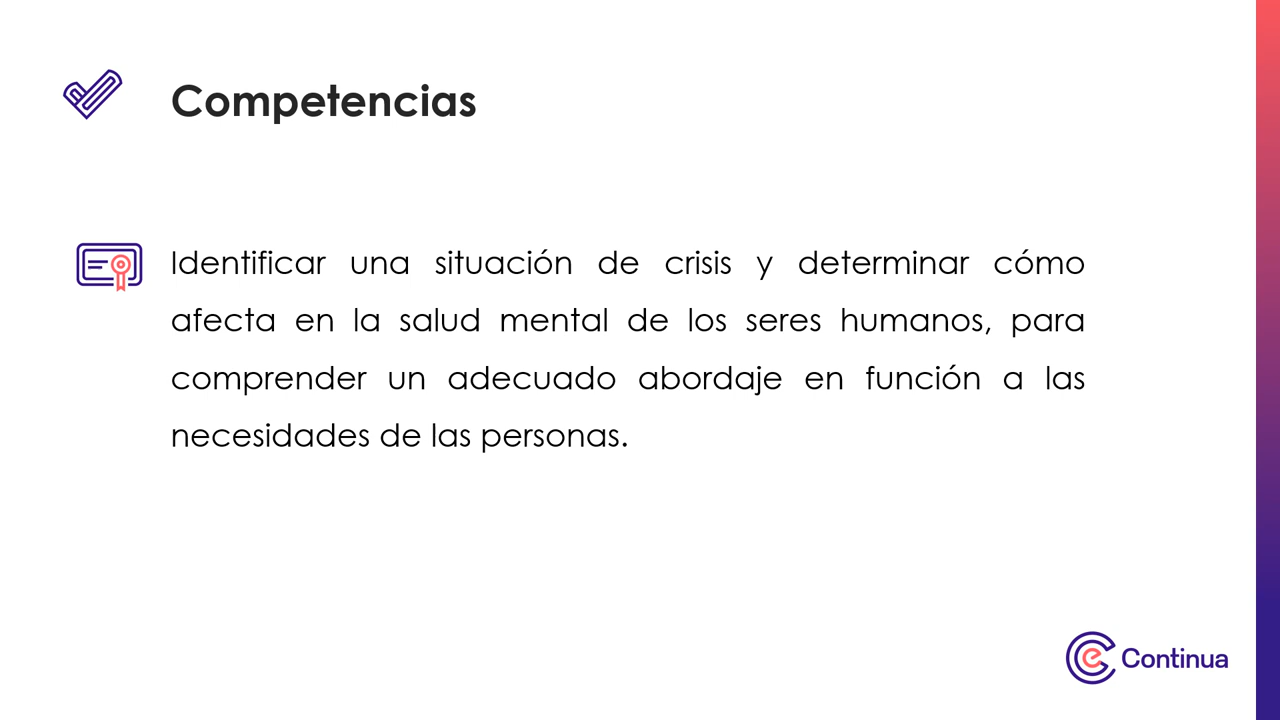 Competencias
Identificar una situación de crisis y determinar cómo
afecta en la salud mental de los seres humanos, para
comprender un adecuado abordaje en función a las
necesidades de las personas.
e Continua